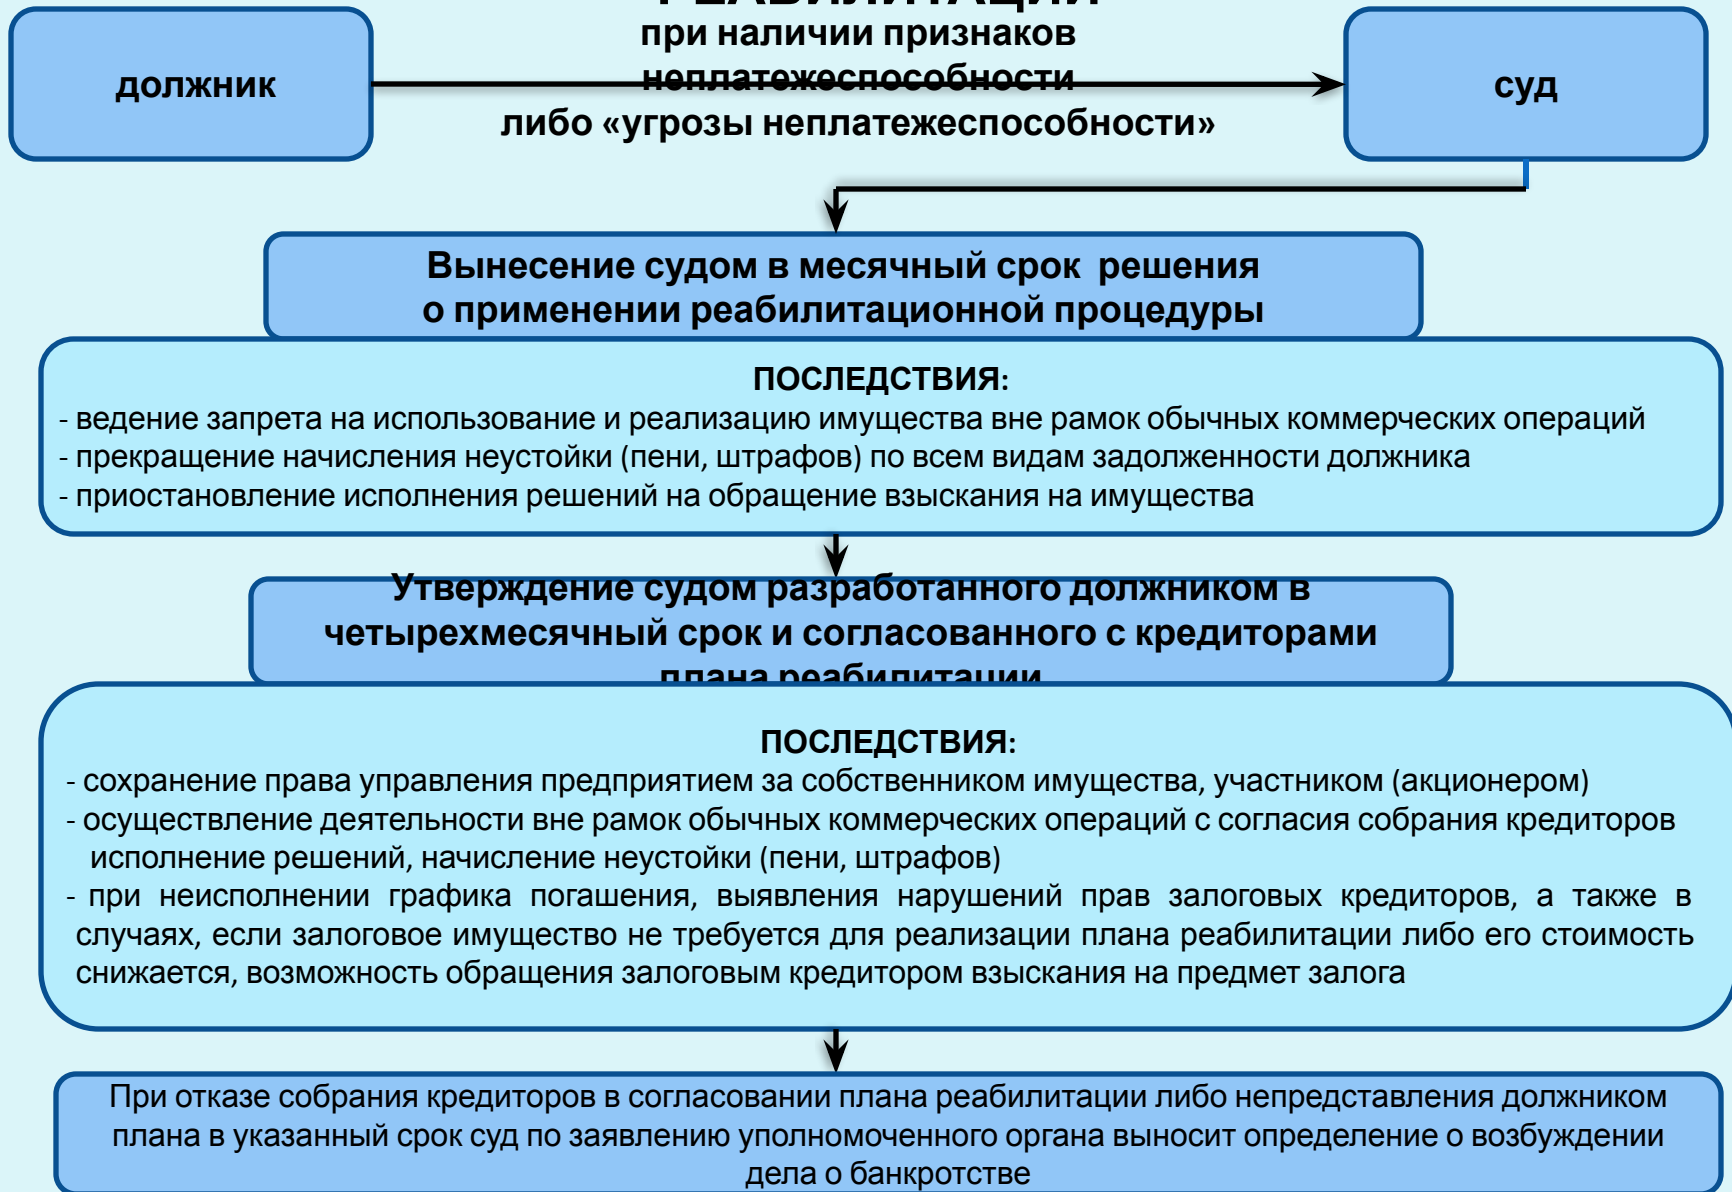 РЕАБИЛИТАЦИИ
при наличии признаков
неплатежеспособности
либо «угрозы неплатежеспособности»
должник
суд
Вынесение судом в месячный срок решения
о применении реабилитационной процедуры
ПОСЛЕДСТВИЯ:
- ведение запрета на использование и реализацию имущества вне рамок обычных коммерческих операций
- прекращение начисления неустойки (пени, штрафов) по всем видам задолженности должника
- приостановление исполнения решений на обращение взыскания на имущества
Утверждение судом разработанного должником в
четырехмесячный срок и согласованного с кредиторами
плана реабилитации
ПОСЛЕДСТВИЯ:
- сохранение права управления предприятием за собственником имущества, участником (акционером)
- осуществление деятельности вне рамок обычных коммерческих операций с согласия собрания кредиторов
исполнение решений, начисление неустойки (пени, штрафов)
- при неисполнении графика погашения, выявления нарушений прав залоговых кредиторов, а также в
случаях, если залоговое имущество не требуется для реализации плана реабилитации либо его стоимость
снижается, возможность обращения залоговым кредитором взыскания на предмет залога
При отказе собрания кредиторов в согласовании плана реабилитации либо непредставления должником
плана в указанный срок суд по заявлению уполномоченного органа выносит определение о возбуждении
дела о банкротстве